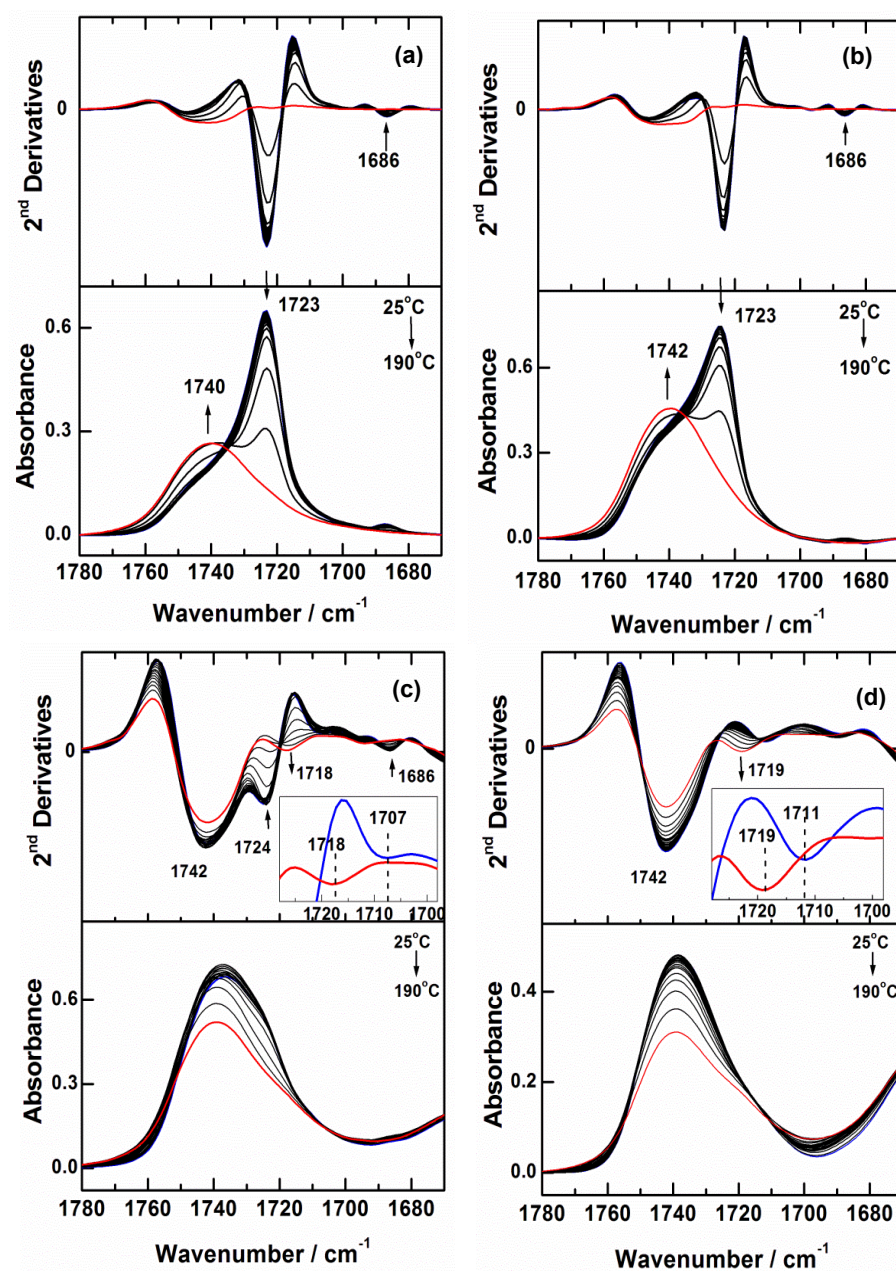 (a)
2nd Derivatives
0
1686
Absorbance
0.6
0.3
0.0
1723
1740
25°C
190°C
1780 1760 1740 1720 1700 1680
Wavenumber / cm-1
(b)
2nd Derivatives
0
1686
Absorbance
0.6
0.3
0.0
1723
1742
25°C
190°C
1780 1760 1740 1720 1700 1680
Wavenumber / cm-1
(c)
2nd Derivatives
0
1718
1686
1742
1724
1707
1718
1720 1710 1700
Absorbance
0.6
0.3
0.0
25°C
190°C
1780 1760 1740 1720 1700 1680
Wavenumber / cm-1
(d)
2nd Derivatives
0
1719
1742
1711
1719
1720 1710 1700
Absorbance
0.4
0.2
0.0
25°C
190°C
1780 1760 1740 1720 1700 1680
Wavenumber / cm-1